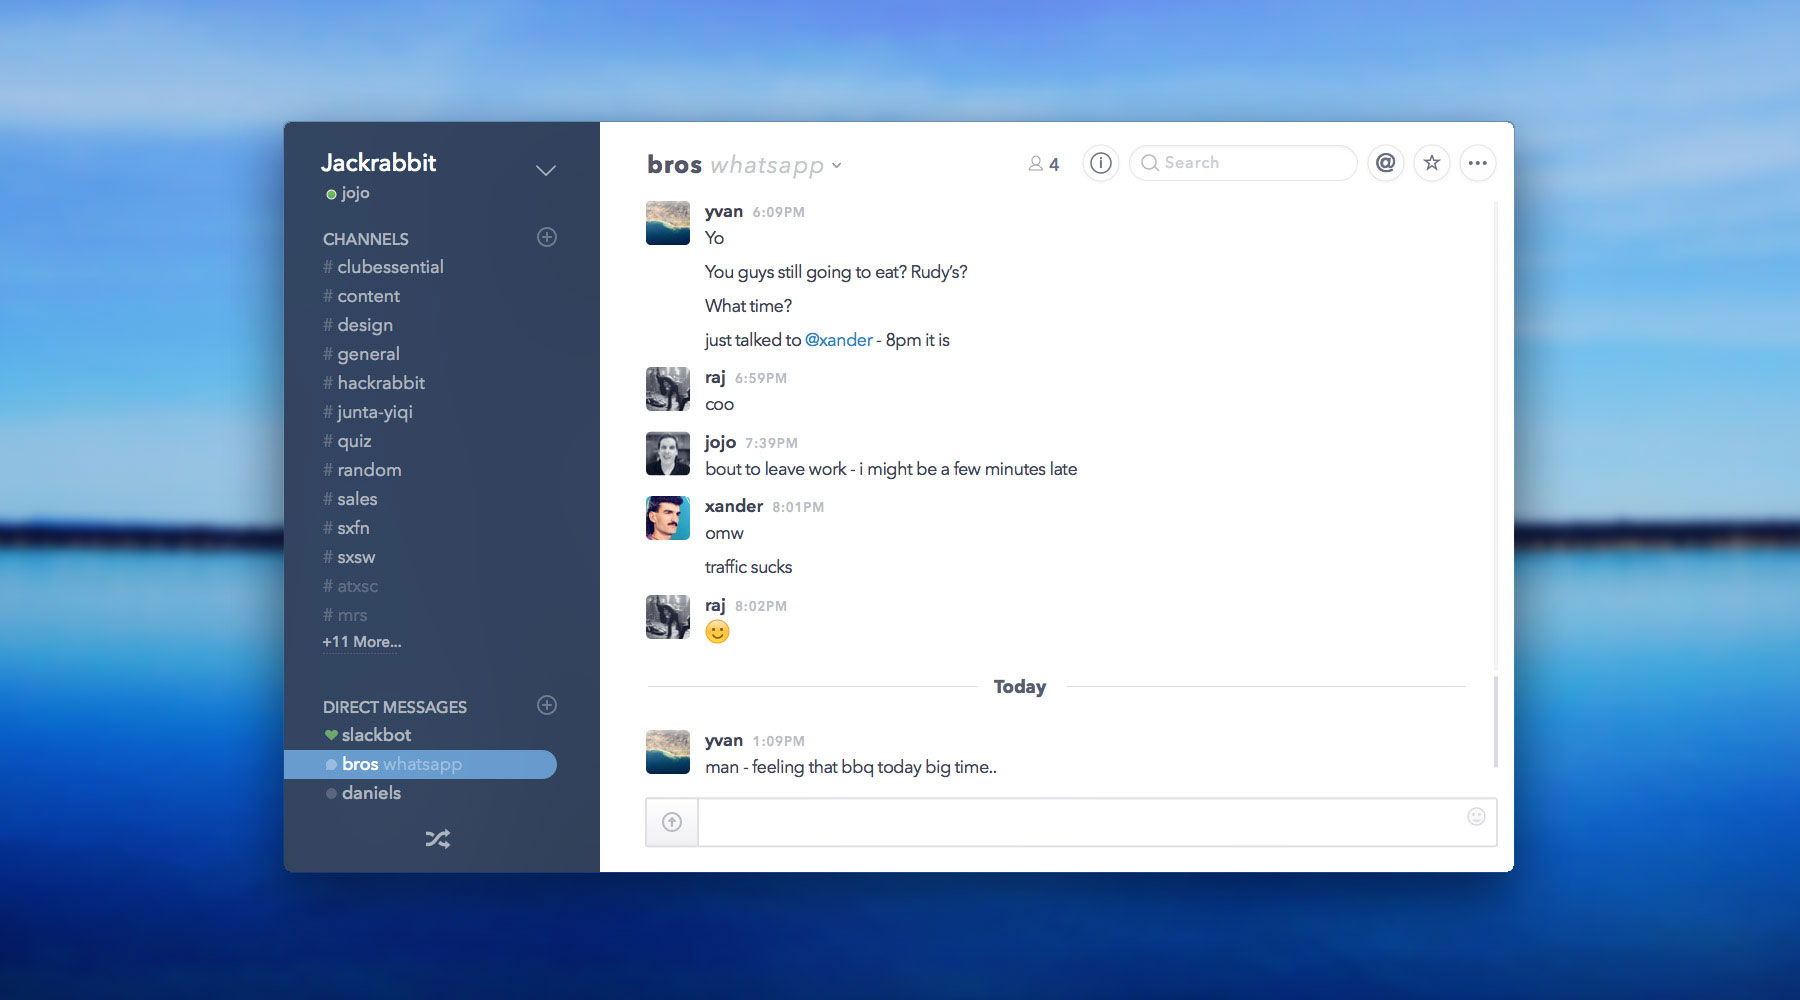 Jackrabbit
jojo
CHANNELS
# clubessential
# content
# design
# general
# hackrabbit
# junta-yiqi
# quiz
# random
# sales
# sxfn
# sxsw
# atxsc
# mrs
+11 More...
DIRECT MESSAGES
slackbot
bros whatsapp
daniels
bros whatsapp
4
Search
@
yvan 6:09PM
Yo
You guys still going to eat? Rudy’s?
What time?
just talked to @xander - 8pm it is
raj 6:59PM
coo
jojo 7:39PM
bout to leave work - i might be a few minutes late
xander 8:01PM
omw
traffic sucks
raj 8:02PM
Today
yvan 1:09PM
man - feeling that bbq today big time..